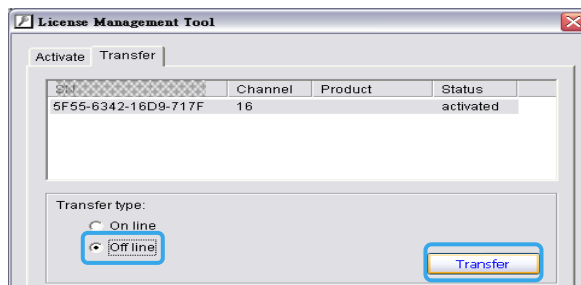 License Management Tool
Activate Transfer
SN Channel Product Status
5F55-6342-16D9-717F 16 activated
Transfer type:
On line
Off line
Transfer